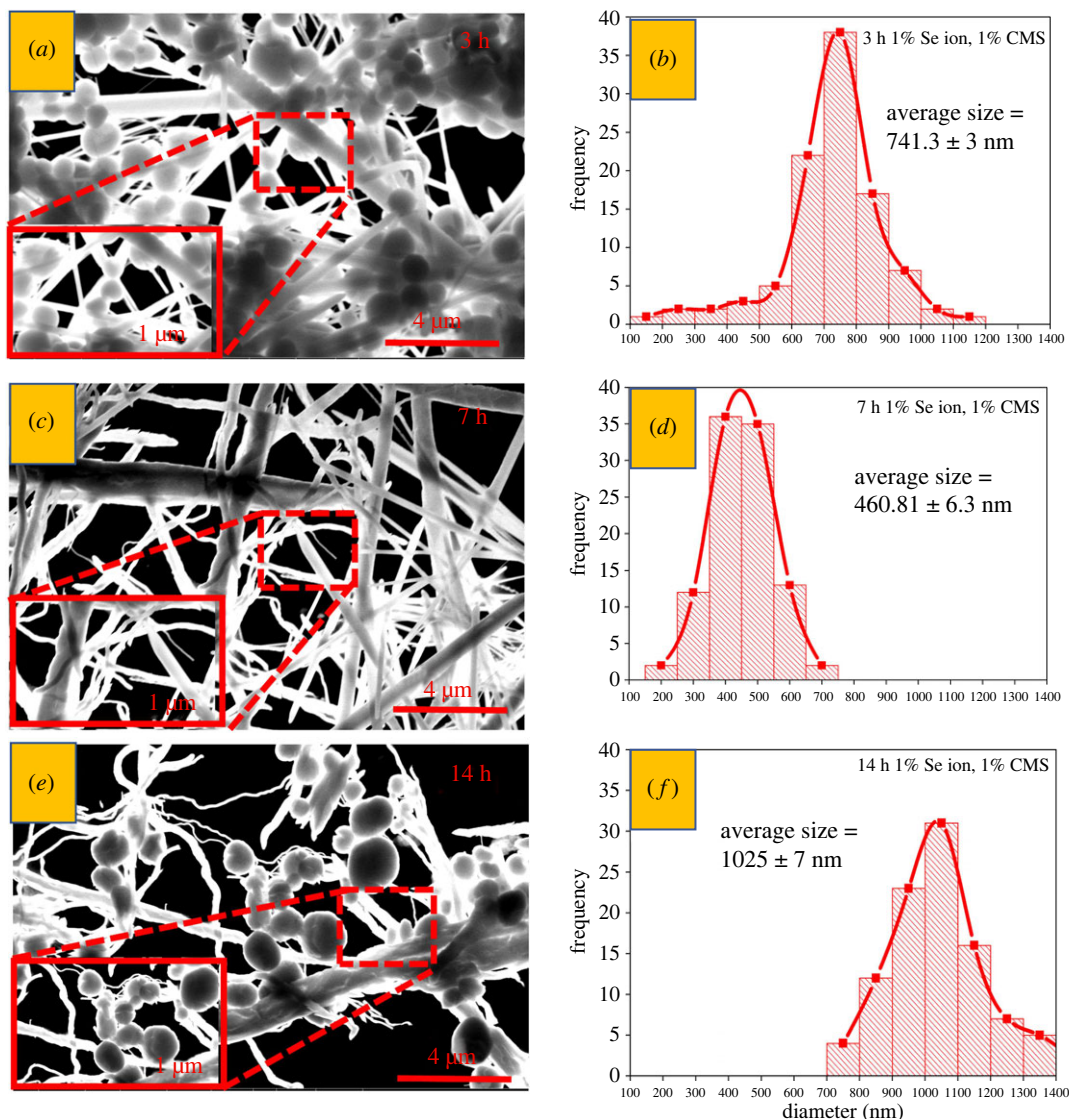 (a)
3 h
1 µm
4 µm
(b)
3 h 1% Se ion, 1% CMS
average size =
741.3 ± 3 nm
frequency
40
35
30
25
20
15
10
5
0
100 200 300 400 500 600 700 800 900 1000 1100 1200 1400
(c)
7 h
1 µm
4 µm
(d)
7 h 1% Se ion, 1% CMS
average size =
460.81 ± 6.3 nm
frequency
40
35
30
25
20
15
10
5
0
100 200 300 400 500 600 700 800 900 1000 1100 1200 1300 1400
(e)
14 h
1 µm
4 µm
(f)
14 h 1% Se ion, 1% CMS
average size =
1025 ± 7 nm
frequency
40
30
20
10
0
100 200 300 400 500 600 700 800 900 1000 1100 1200 1400
diameter (nm)